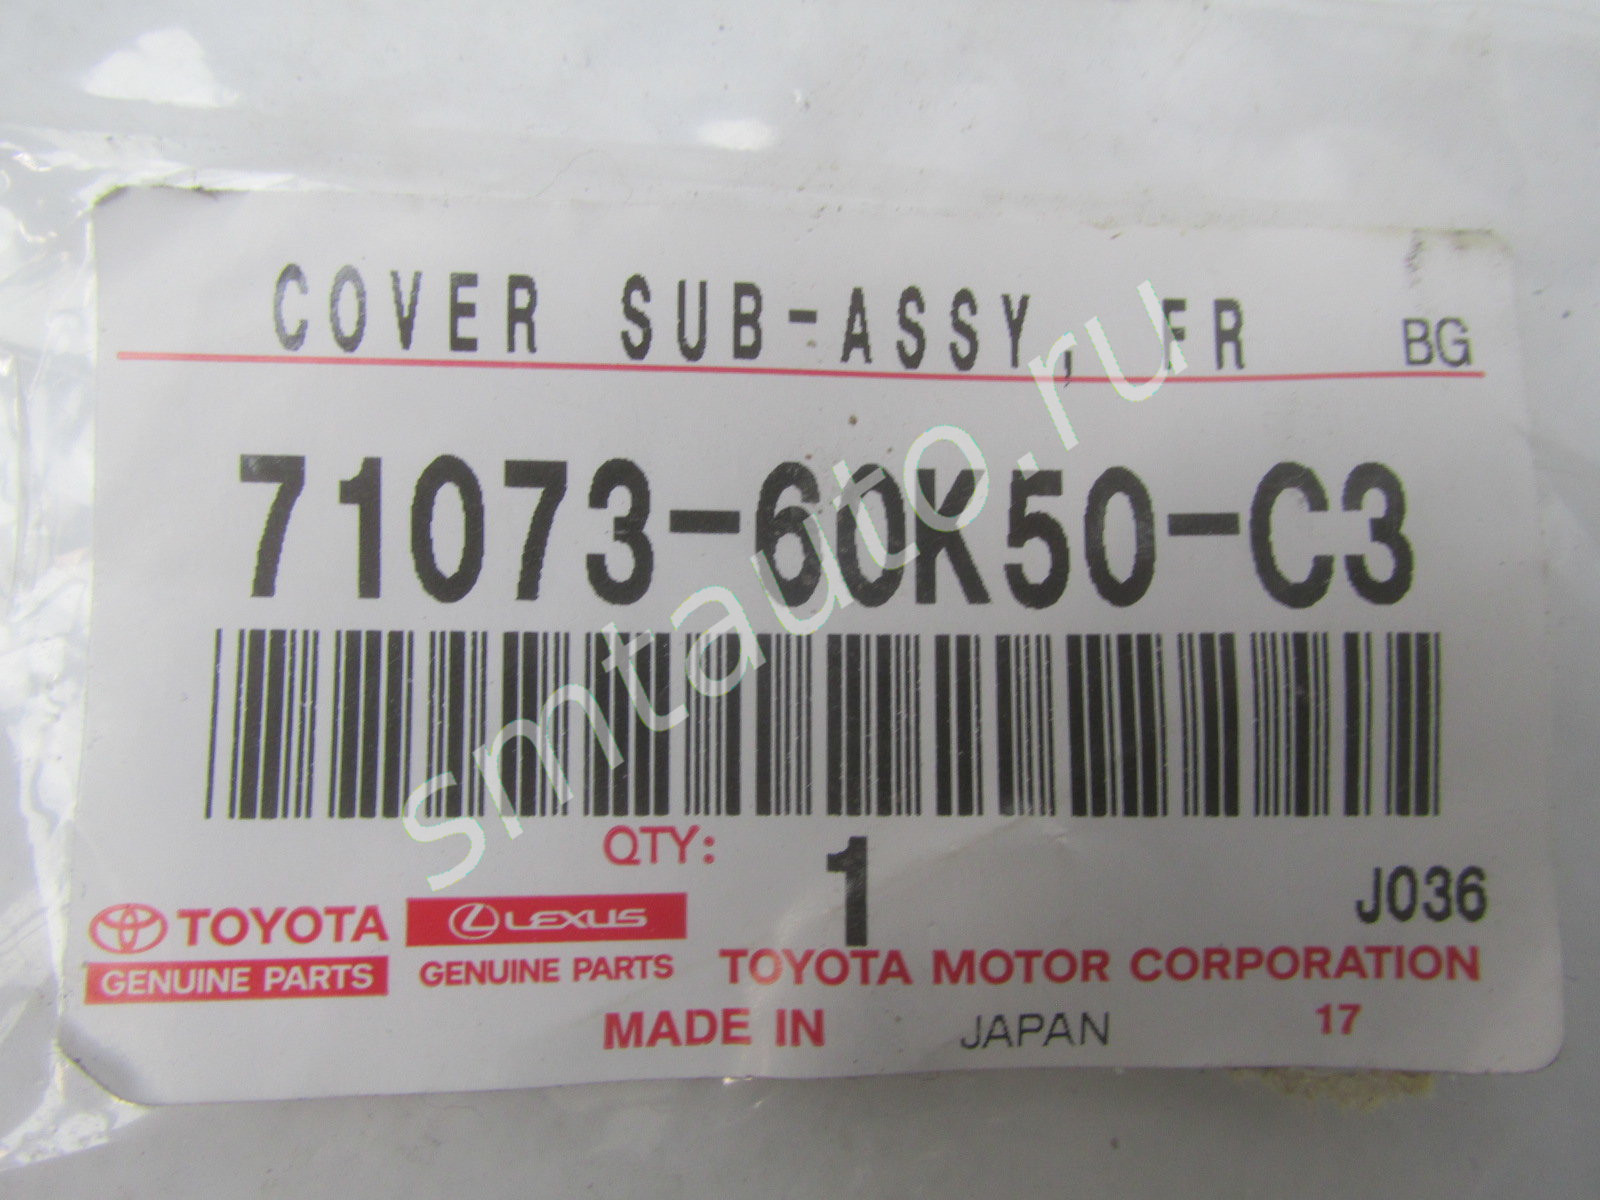 COVER SUB-ASSY, FR BG
71073-60K50-C3
smtauto.ru
QTY: 1
J036
TOYOTA LEXUS
GENUINE PARTS GENUINE PARTS TOYOTA MOTOR CORPORATION
MADE IN JAPAN 17